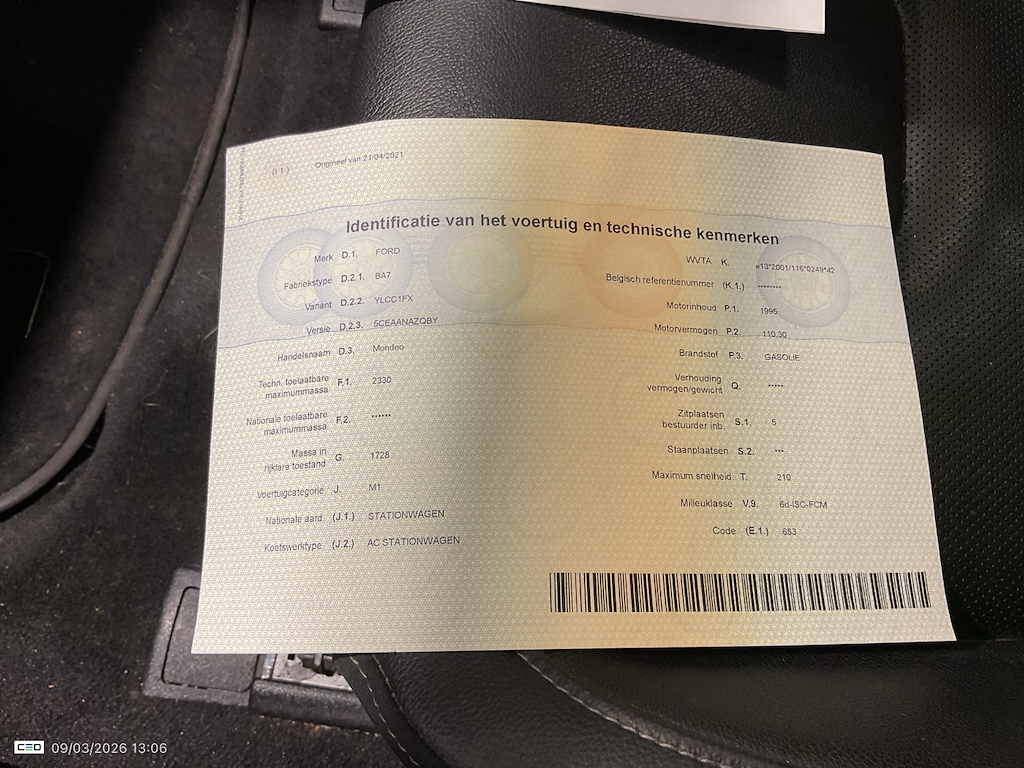 (I.1)
Origineel van 21/04/2021
Identificatie van het voertuig en technische kenmerken
Merk D.1. FORD
Fabriekstype D.2.1. BA7
Variant D.2.2. YLCC1FX
Versie D.2.3. 5CEAANAZQBY
Handelsnaam D.3. Mondeo
Techn. toelaatbare
maximummassa F.1. 2330
Nationale toelaatbare
maximummassa F.2. ******
Massa in
rijklare toestand G. 1728
Voertuigcategorie J. M1
Nationale aard (J.1.) STATIONWAGEN
Koetswerktype (J.2.) AC STATIONWAGEN
WVTA K. e13*2001/116*0249*42
Belgisch referentienummer (K.1.) ********
Motorinhoud P.1. 1995
Motorvermogen P.2. 110.30
Brandstof P.3. GASOLIE
Verhouding
vermogen/gewicht Q. *****
Zitplaatsen
bestuurder inb. S.1. 5
Staanplaatsen S.2. ***
Maximum snelheid T. 210
Milieuklasse V.9. 6d-ISC-FCM
Code (E.1.) 683
CEO 09/03/2026 13:06